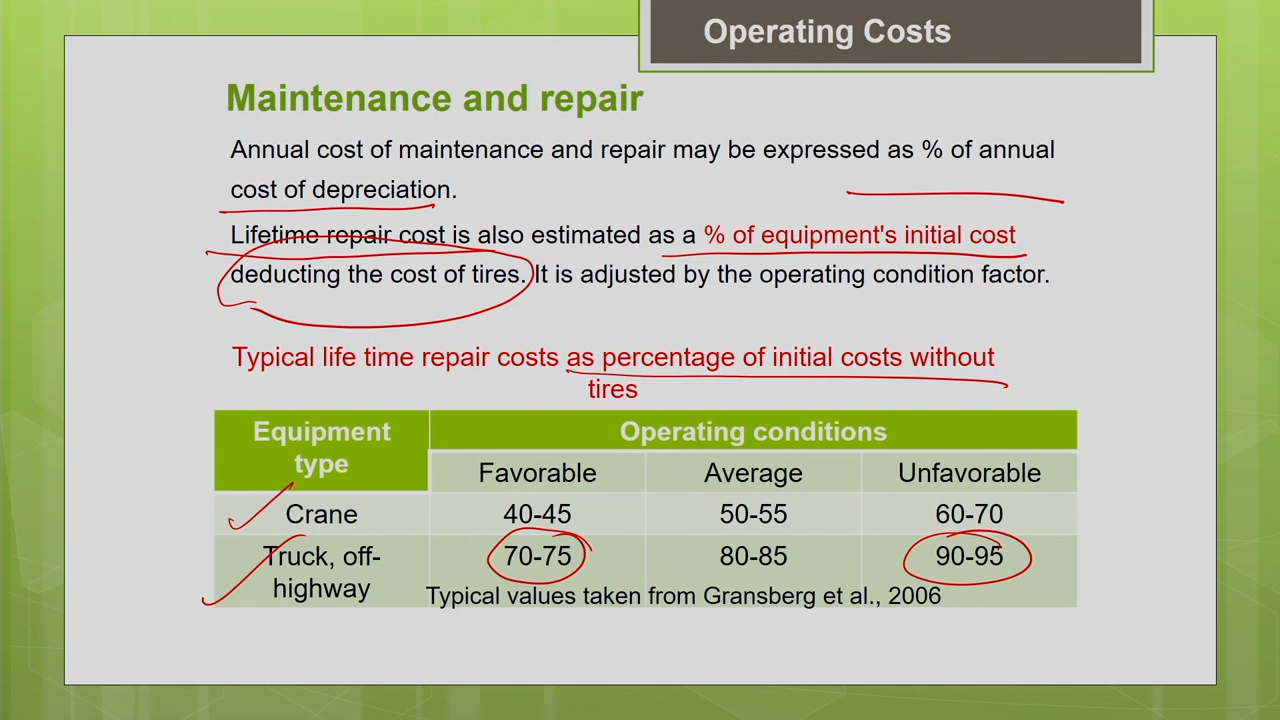 Operating Costs
Maintenance and repair
Annual cost of maintenance and repair may be expressed as % of annual
cost of depreciation.
Lifetime repair cost is also estimated as a % of equipment's initial cost
deducting the cost of tires. It is adjusted by the operating condition factor.
Typical life time repair costs as percentage of initial costs without
tires
Equipment
type
Operating conditions
Favorable Average Unfavorable
Crane 40-45 50-55 60-70
Truck, off-
highway
70-75 80-85 90-95
Typical values taken from Gransberg et al., 2006